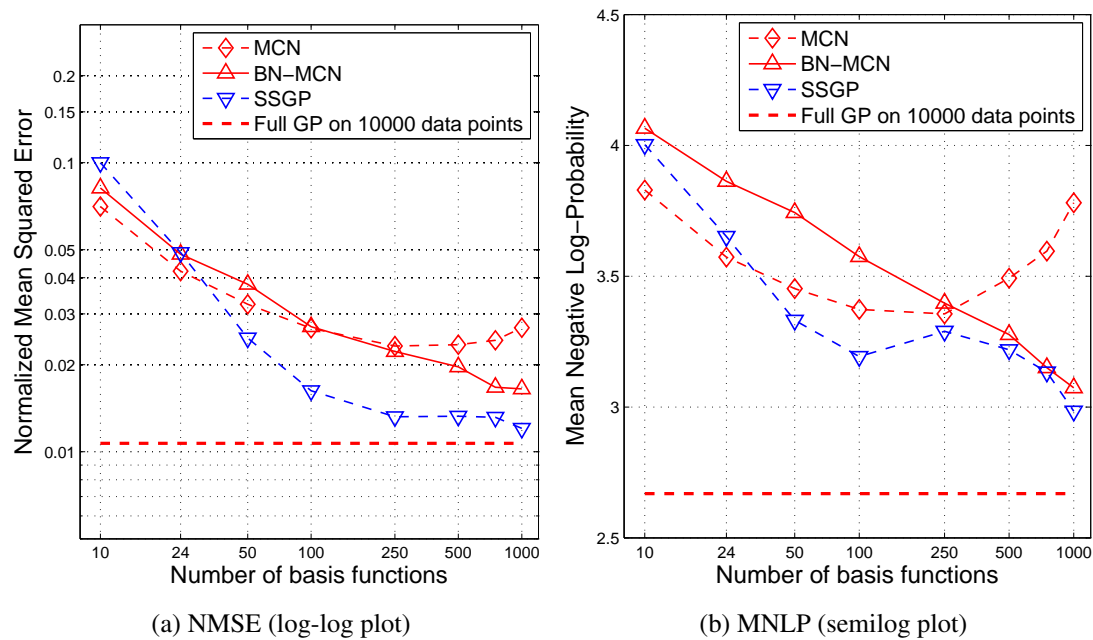 MCN
BN−MCN
SSGP
Full GP on 10000 data points
Normalized Mean Squared Error
0.2
0.15
0.1
0.05
0.04
0.03
0.02
0.01
10 24 50 100 250 500 1000
Number of basis functions
(a) NMSE (log-log plot)
MCN
BN−MCN
SSGP
Full GP on 10000 data points
Mean Negative Log−Probability
4.5
4
3.5
3
2.5
10 24 50 100 250 500 1000
Number of basis functions
(b) MNLP (semilog plot)